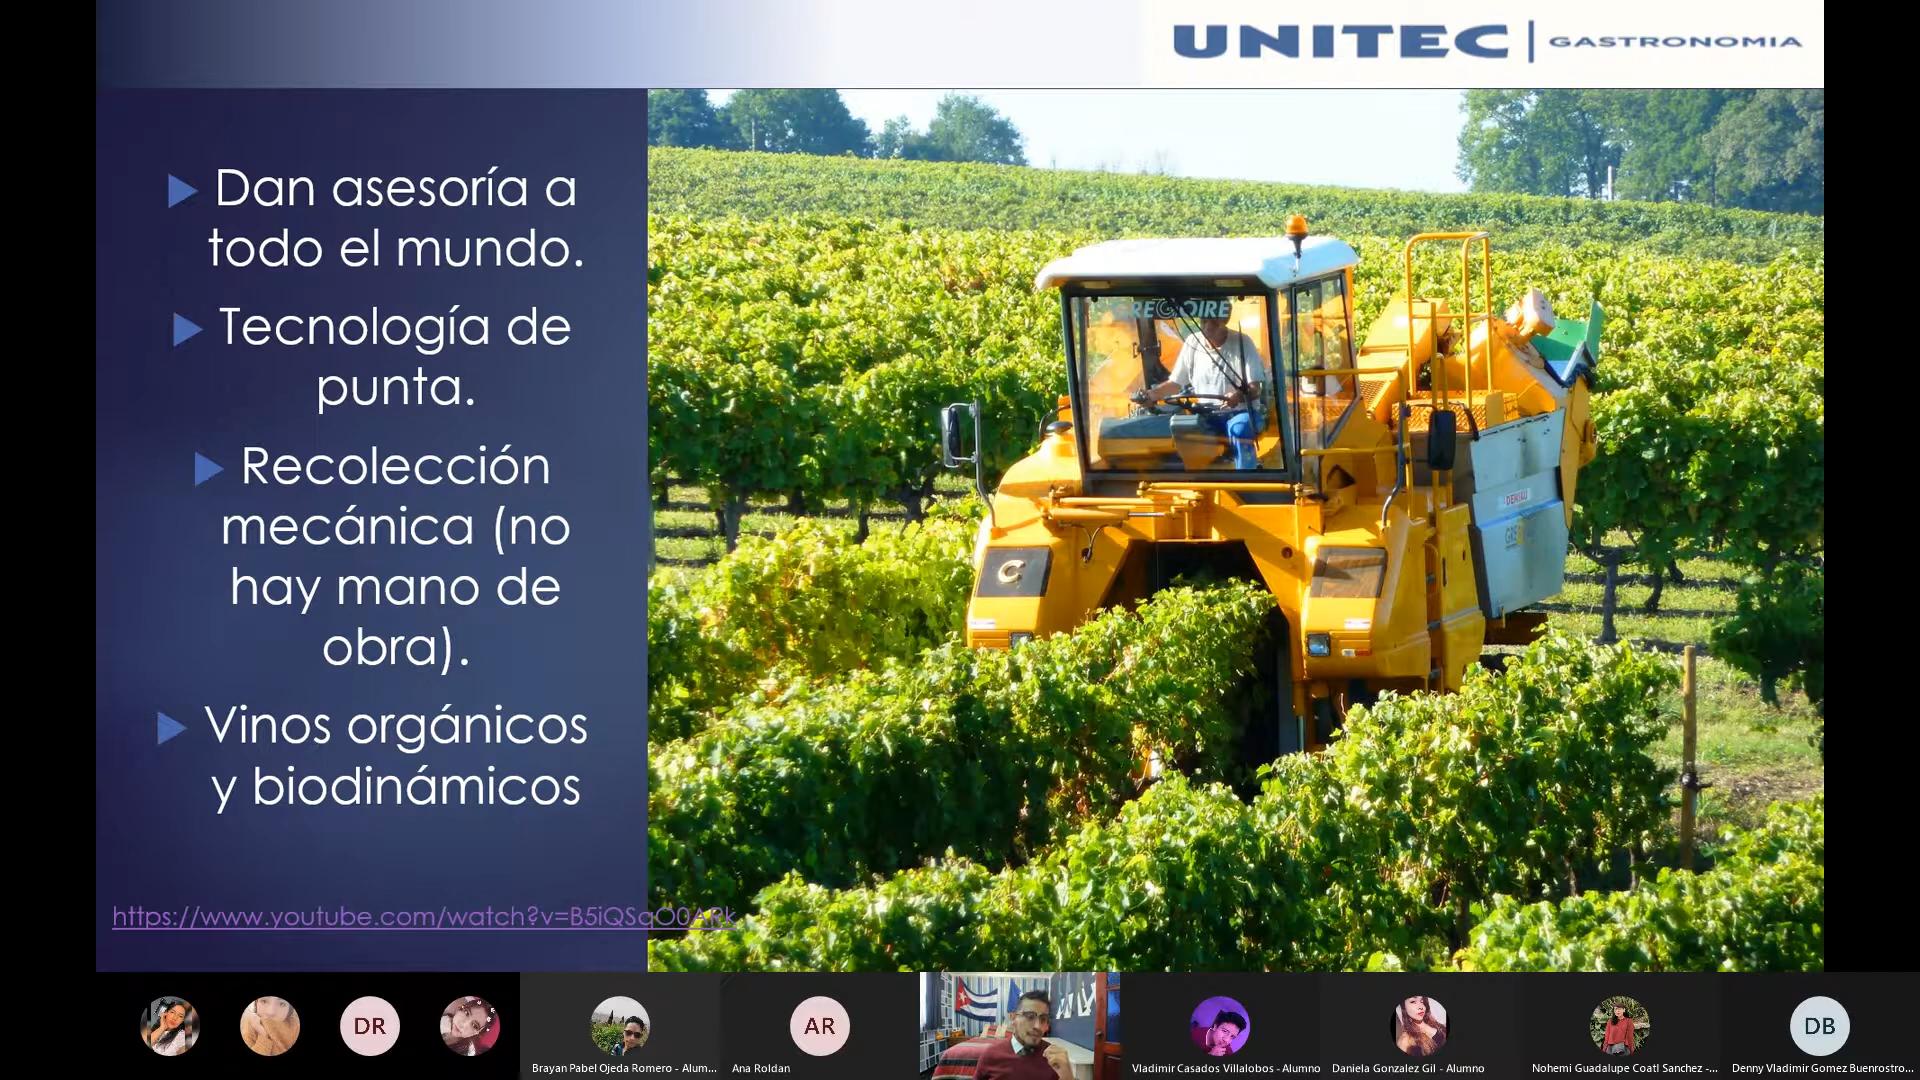 UNITEC | GASTRONOMIA
Dan asesoría a
todo el mundo.
Tecnología de
punta.
Recolección
mecánica (no
hay mano de
obra).
Vinos orgánicos
y biodinámicos
https://www.youtube.com/watch?v=B5iQSqO0ARk
GREGOIRE
G
DENIAU
DR
AR
DB
Brayan Pabel Ojeda Romero - Alum...
Ana Roldan
Vladimir Casados Villalobos - Alumno
Daniela Gonzalez Gil - Alumno
Nohemi Guadalupe Coatl Sanchez -...
Denny Vladimir Gomez Buenrostro...